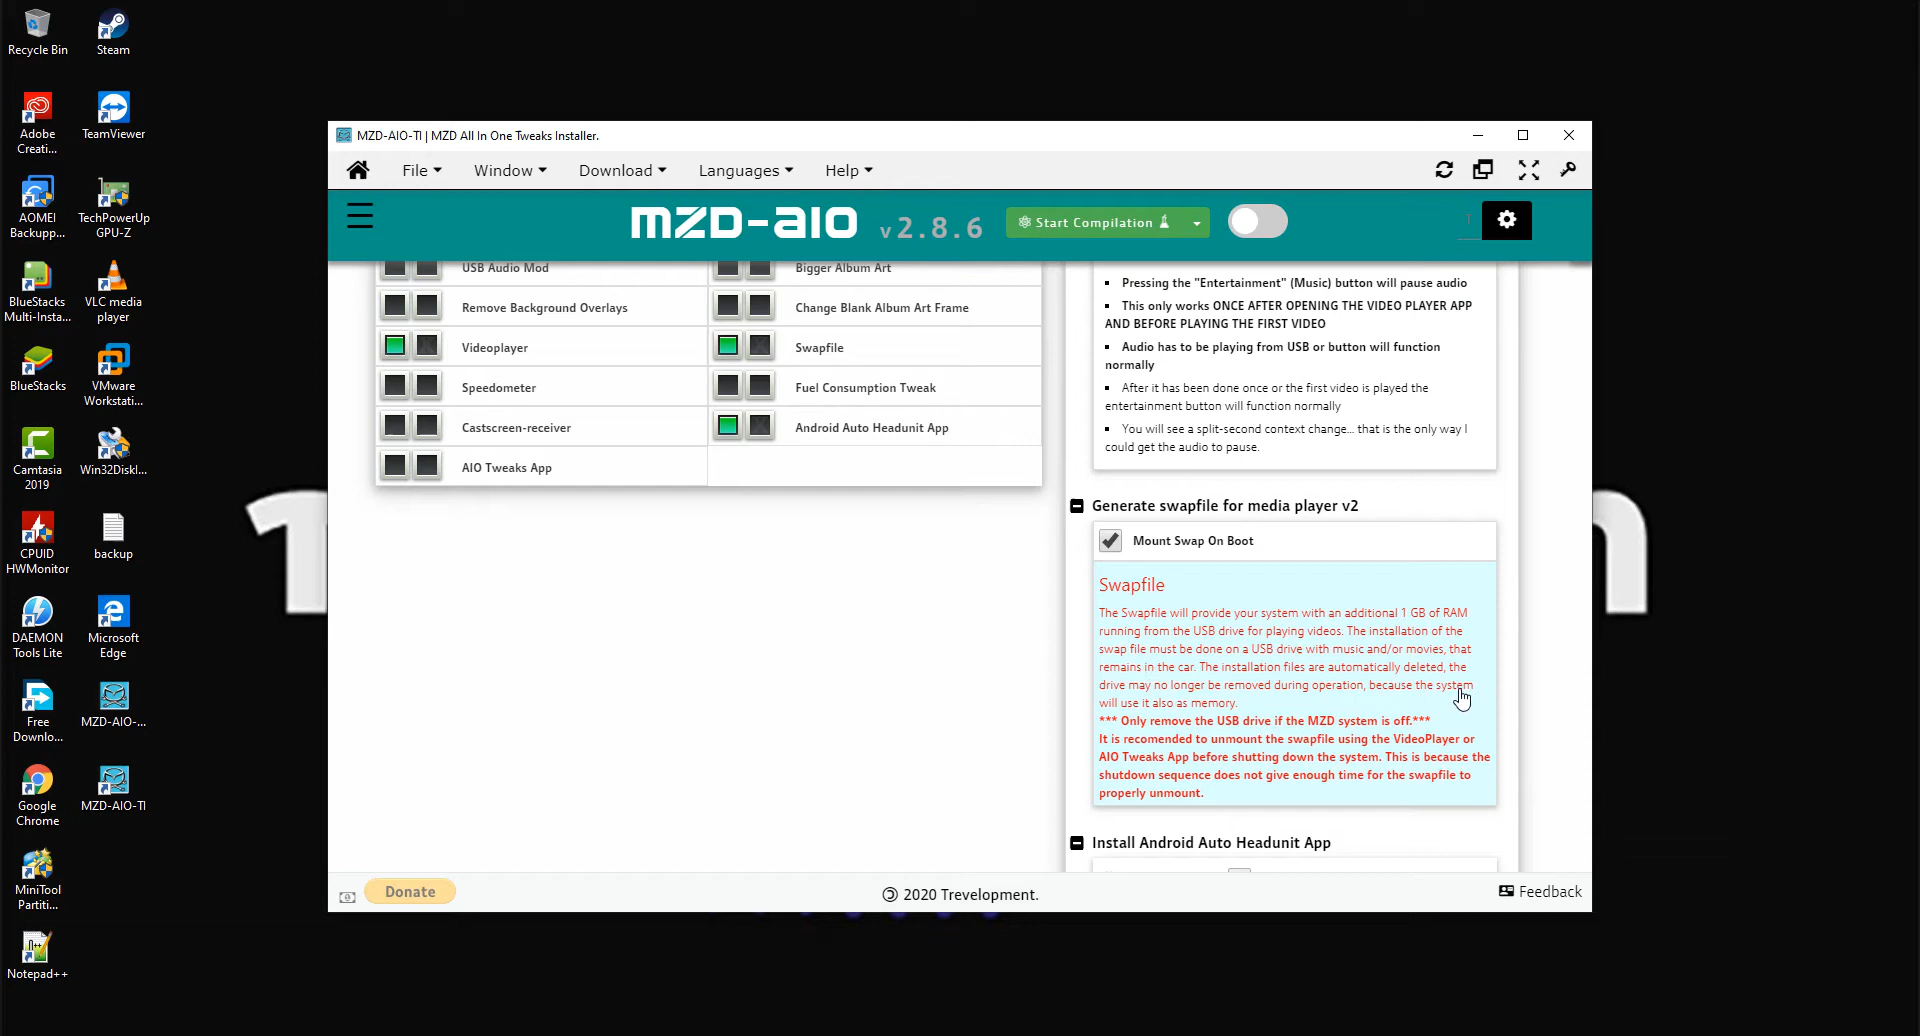 Recycle Bin
Steam
Adobe
Creati...
TeamViewer
AOMEI
Backupp...
TechPowerUp
GPU-Z
BlueStacks
Multi-Insta...
VLC media
player
BlueStacks
VMware
Workstati...
Camtasia
2019
Win32DiskI...
CPUID
HWMonitor
backup
DAEMON
Tools Lite
Microsoft
Edge
Free
Downlo...
MZD-AIO-...
Google
Chrome
MZD-AIO-TI
MiniTool
Partiti...
Notepad++
MZD-AIO-TI | MZD All In One Tweaks Installer.
File
Window
Download
Languages
Help
MZD-AIO v 2.8.6
Start Compilation
USB Audio Mod
Bigger Album Art
Remove Background Overlays
Change Blank Album Art Frame
Videoplayer
Swapfile
Speedometer
Fuel Consumption Tweak
Castscreen-receiver
Android Auto Headunit App
AIO Tweaks App
▪ Pressing the "Entertainment" (Music) button will pause audio
▪ This only works ONCE AFTER OPENING THE VIDEO PLAYER APP
AND BEFORE PLAYING THE FIRST VIDEO
▪ Audio has to be playing from USB or button will function
normally
▪ After it has been done once or the first video is played the
entertainment button will function normally
▪ You will see a split-second context change... that is the only way I
could get the audio to pause.
Generate swapfile for media player v2
Mount Swap On Boot
Swapfile
The Swapfile will provide your system with an additional 1 GB of RAM
running from the USB drive for playing videos. The installation of the
swap file must be done on a USB drive with music and/or movies, that
remains in the car. The installation files are automatically deleted, the
drive may no longer be removed during operation, because the system
will use it also as memory.
*** Only remove the USB drive if the MZD system is off.***
It is recomended to unmount the swapfile using the VideoPlayer or
AIO Tweaks App before shutting down the system. This is because the
shutdown sequence does not give enough time for the swapfile to
properly unmount.
Install Android Auto Headunit App
Donate
2020 Trevelopment.
Feedback